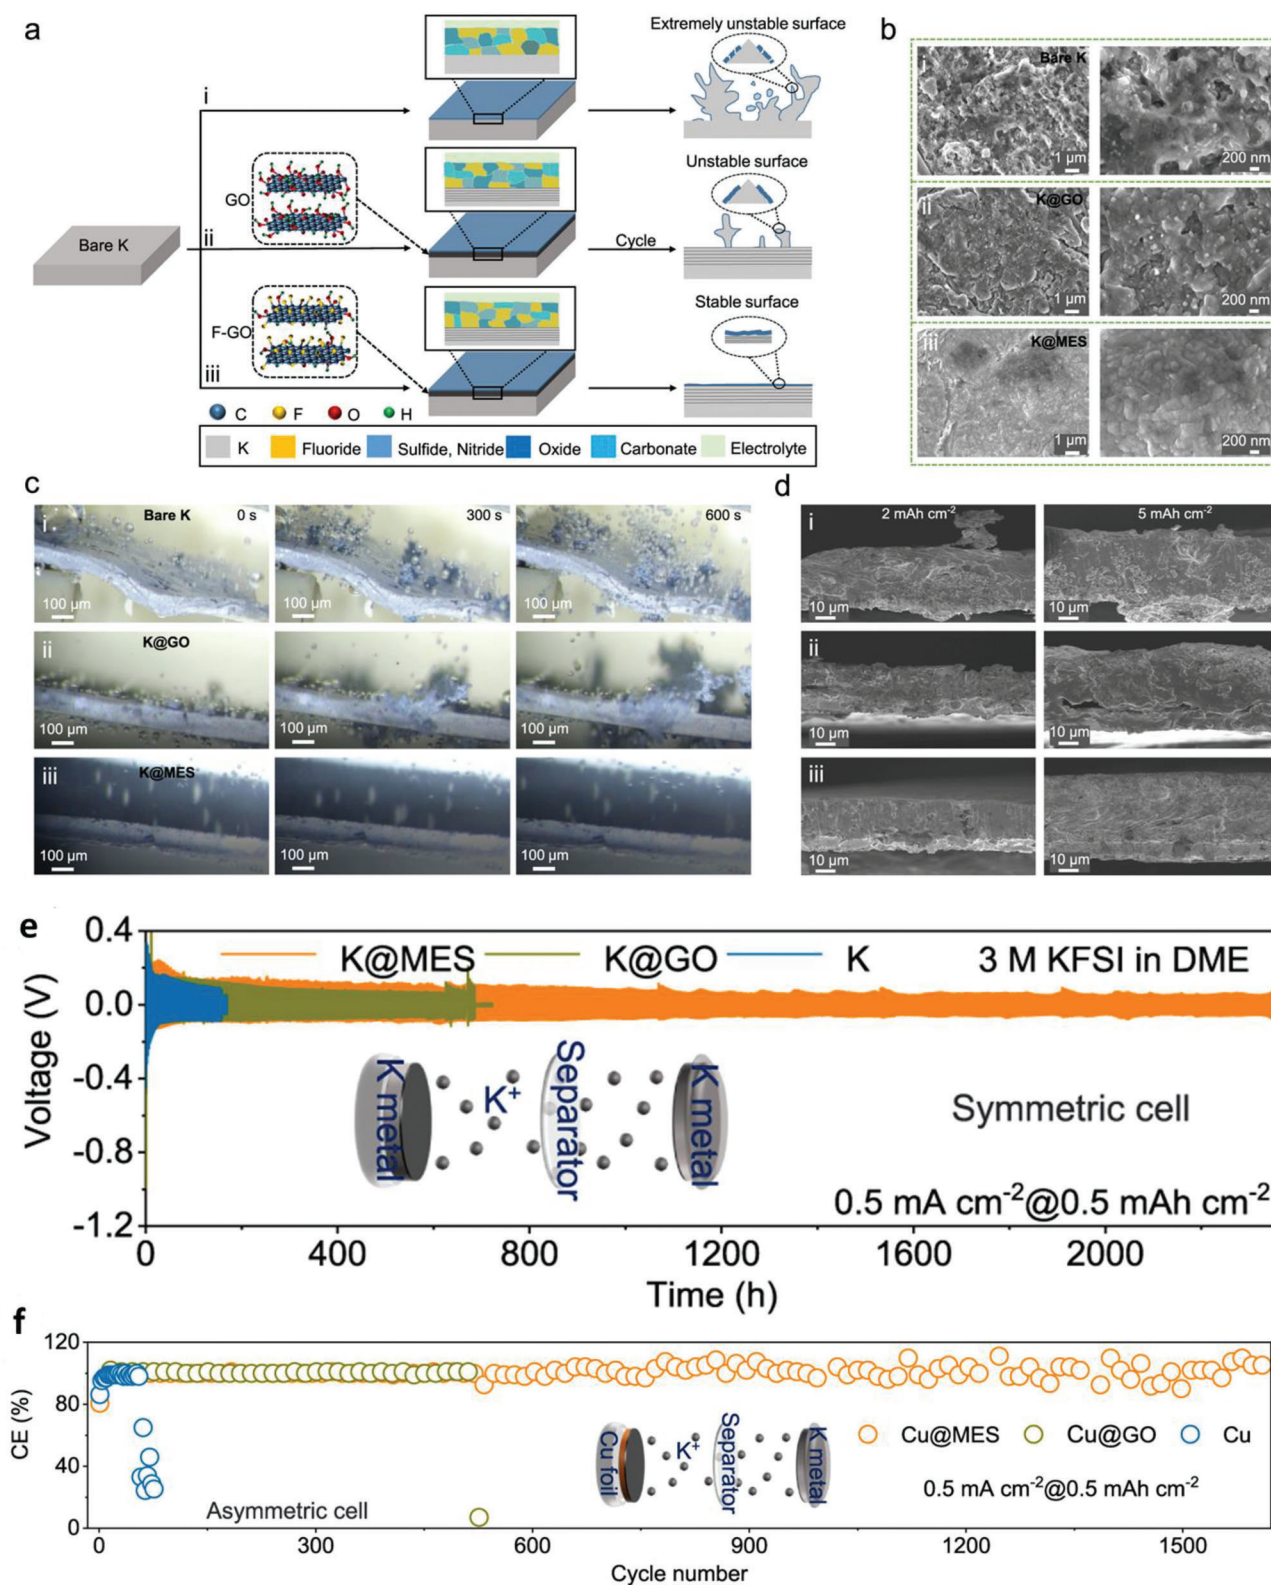 a
Extremely unstable surface
i
GO
Unstable surface
Bare K
ii
Cycle
F-GO
Stable surface
iii
C F O H
K Fluoride Sulfide, Nitride Oxide Carbonate Electrolyte
b
i Bare K
1 µm 200 nm
ii K@GO
1 µm 200 nm
iii K@MES
1 µm 200 nm
c
i Bare K 0 s 300 s 600 s
100 µm 100 µm 100 µm
ii K@GO
100 µm 100 µm 100 µm
iii K@MES
100 µm 100 µm 100 µm
d
i 2 mAh cm⁻² 5 mAh cm⁻²
10 µm 10 µm
ii
10 µm 10 µm
iii
10 µm 10 µm
e
0.4
0.0
-0.4
-0.8
-1.2
Voltage (V)
K@MES K@GO K 3 M KFSI in DME
K metal K⁺ Separator K metal
Symmetric cell
0.5 mA cm⁻²@0.5 mAh cm⁻²
0 400 800 1200 1600 2000
Time (h)
f
120
80
40
0
CE (%)
Cu foil K⁺ Separator K metal
Cu@MES Cu@GO Cu
0.5 mA cm⁻²@0.5 mAh cm⁻²
Asymmetric cell
0 300 600 900 1200 1500
Cycle number